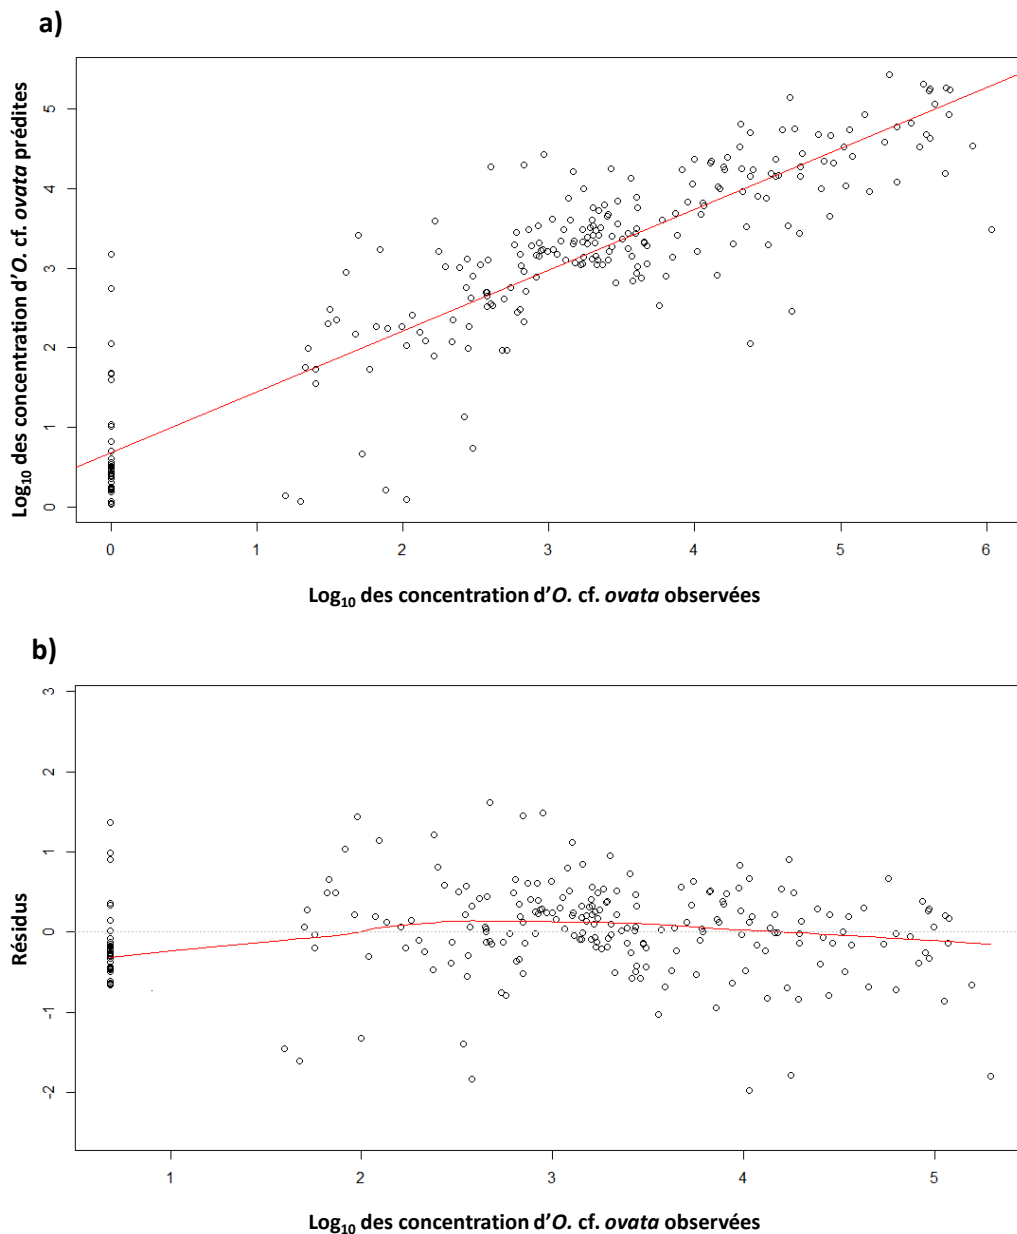 a)
Log10 des concentration d'O. cf. ovata prédites
5
4
3
2
1
0
0 1 2 3 4 5 6
Log10 des concentration d'O. cf. ovata observées
b)
Résidus
3
2
1
0
-1
-2
1 2 3 4 5
Log10 des concentration d'O. cf. ovata observées